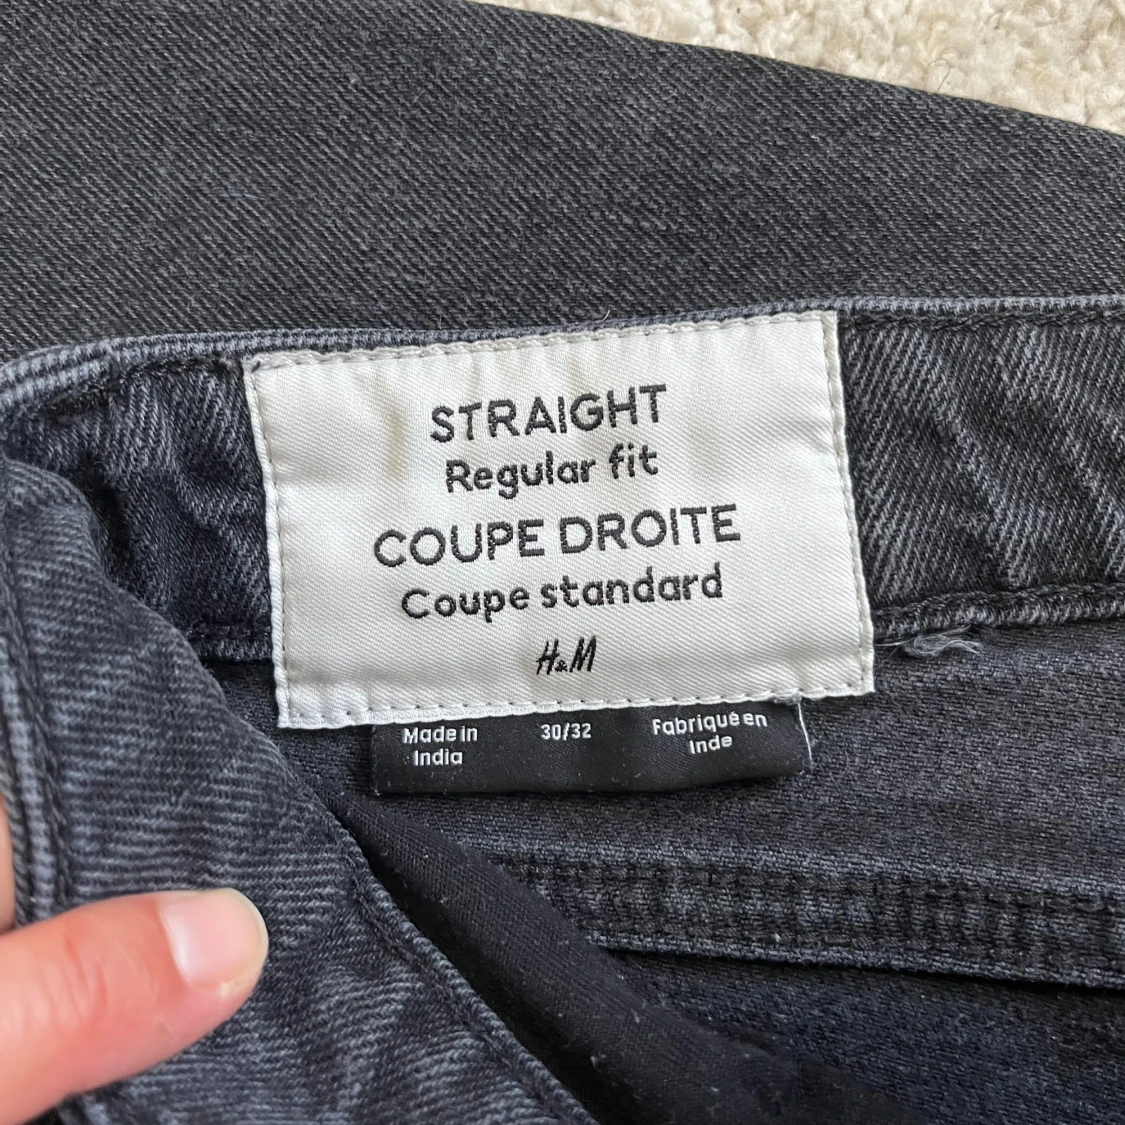 STRAIGHT
Regular fit
COUPE DROITE
Coupe standard
H&M
Made in
India
30/32
Fabriqué en
Inde